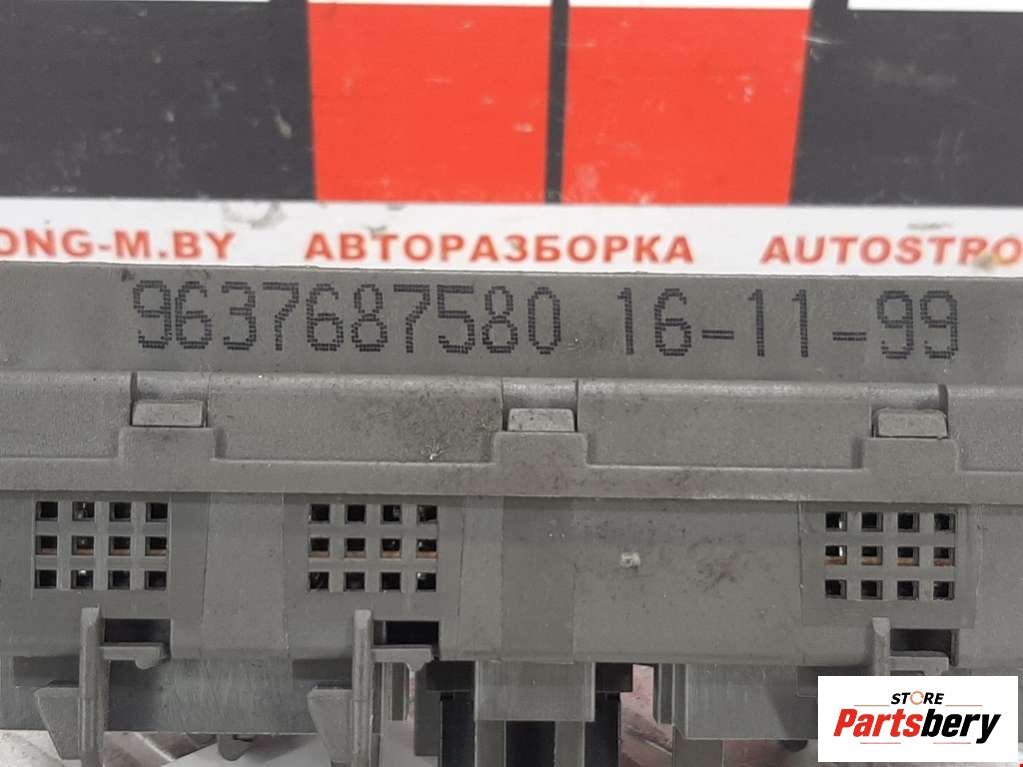 ONG-M.BY АВТОРАЗБОРКА AUTOSTRO
9637687580 16-11-99
STORE
Partsbery